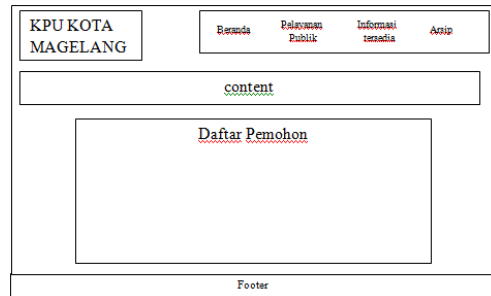 KPU KOTA
MAGELANG
Beranda
Pelayanan
Publik
Informasi
tersedia
Arsip
content
Daftar Pemohon
Footer